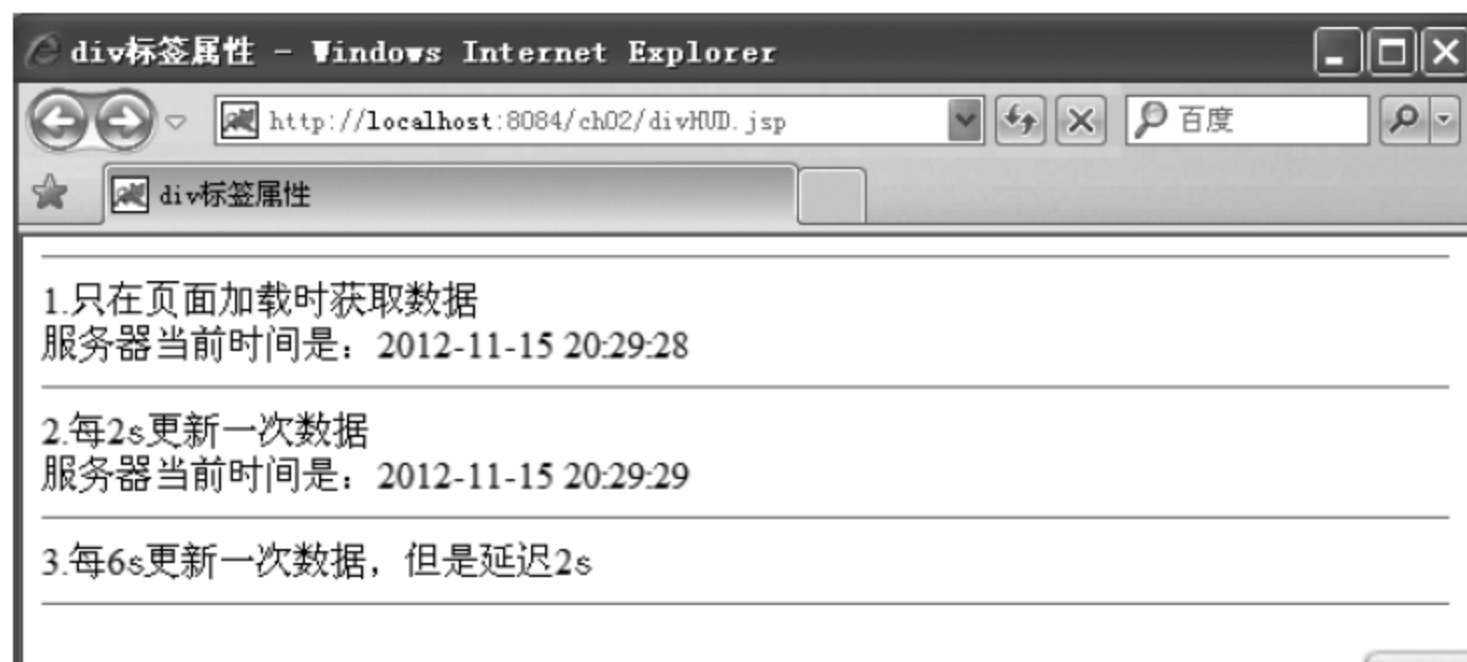 div标签属性 - Windows Internet Explorer
http://localhost:8084/ch02/divHUD.jsp 百度
div标签属性
1.只在页面加载时获取数据
服务器当前时间是：2012-11-15 20:29:28
2.每2s更新一次数据
服务器当前时间是：2012-11-15 20:29:29
3.每6s更新一次数据，但是延迟2s